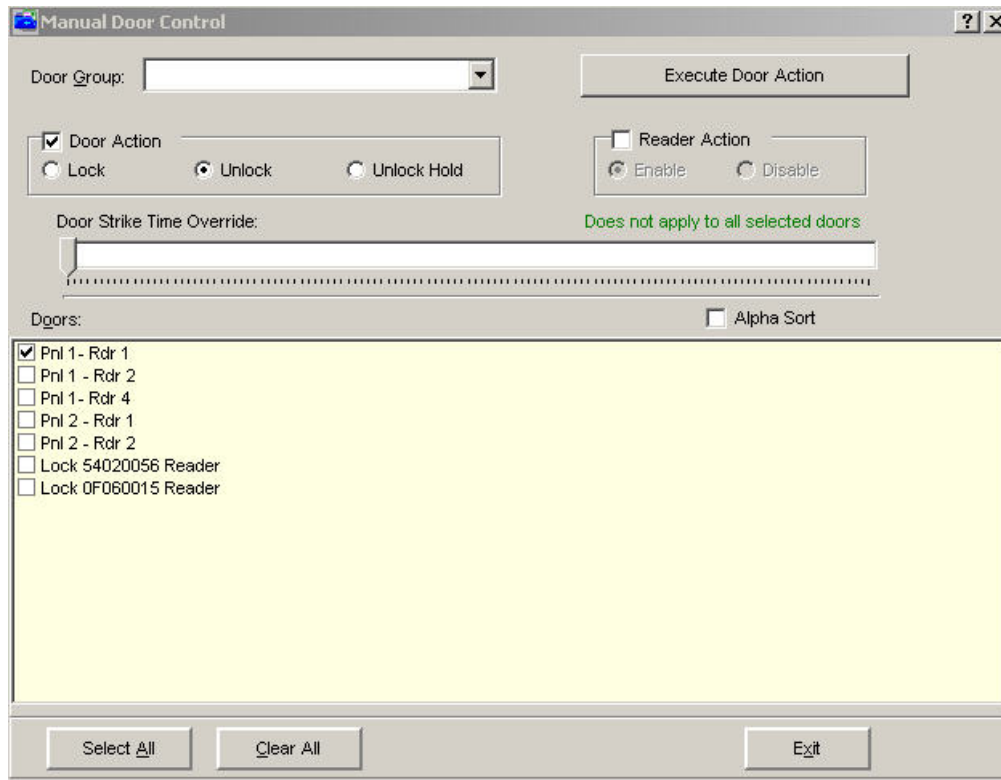 Manual Door Control
Door Group:
Execute Door Action
Door Action
Lock Unlock Unlock Hold
Reader Action
Enable Disable
Door Strike Time Override:
Does not apply to all selected doors
Doors:
Alpha Sort
Pnl 1- Rdr 1
Pnl 1 - Rdr 2
Pnl 1- Rdr 4
Pnl 2 - Rdr 1
Pnl 2 - Rdr 2
Lock 54020056 Reader
Lock 0F060015 Reader
Select All Clear All Exit